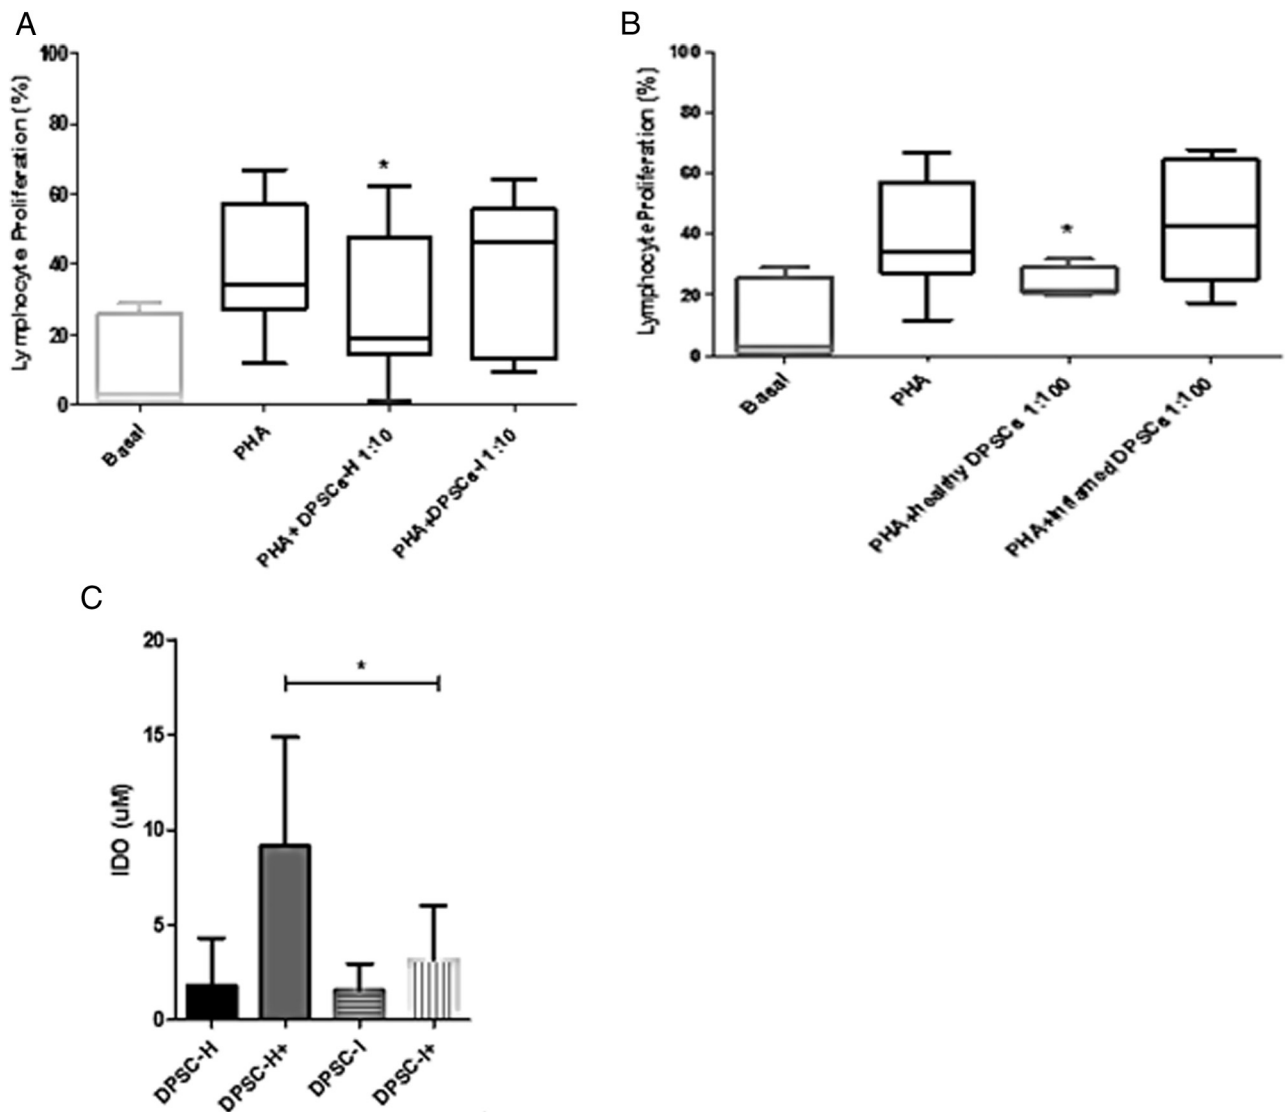 A
Lymphocyte Proliferation (%)
100
80
60
40
20
0
*
Basal
PHA
PHA+DPSCs-H 1:10
PHA+DPSCs-I 1:10
B
Lymphocyte Proliferation (%)
100
80
60
40
20
0
*
Basal
PHA
PHA+healthy DPSCs 1:100
PHA+Inflamed DPSCs 1:100
C
IDO (uM)
20
15
10
5
0
*
DPSC-H
DPSC-H+
DPSC-I
DPSC-I+